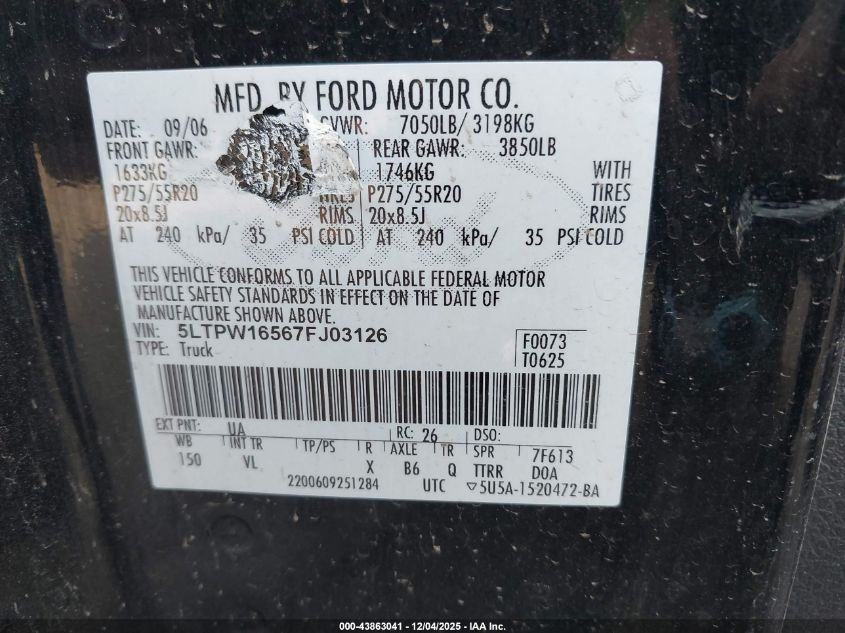 MFD. BY FORD MOTOR CO.
DATE: 09/06 GVWR: 7050LB/ 3198KG
FRONT GAWR: REAR GAWR: 3850LB
1633KG 1746KG WITH
P275/55R20 TIRES P275/55R20 TIRES
20x8.5J RIMS 20x8.5J RIMS
AT 240 kPa/ 35 PSI COLD AT 240 kPa/ 35 PSI COLD
THIS VEHICLE CONFORMS TO ALL APPLICABLE FEDERAL MOTOR
VEHICLE SAFETY STANDARDS IN EFFECT ON THE DATE OF
MANUFACTURE SHOWN ABOVE.
VIN: 5LTPW16567FJ03126
TYPE: Truck
F0073
T0625
EXT PNT: UA RC: 26 DSO:
WB INT TR TP/PS R AXLE TR SPR 7F613
150 VL X B6 Q TTRR DOA
2200609251284 UTC ▽5U5A-1520472-BA
000-43863041 - 12/04/2025 - IAA Inc.